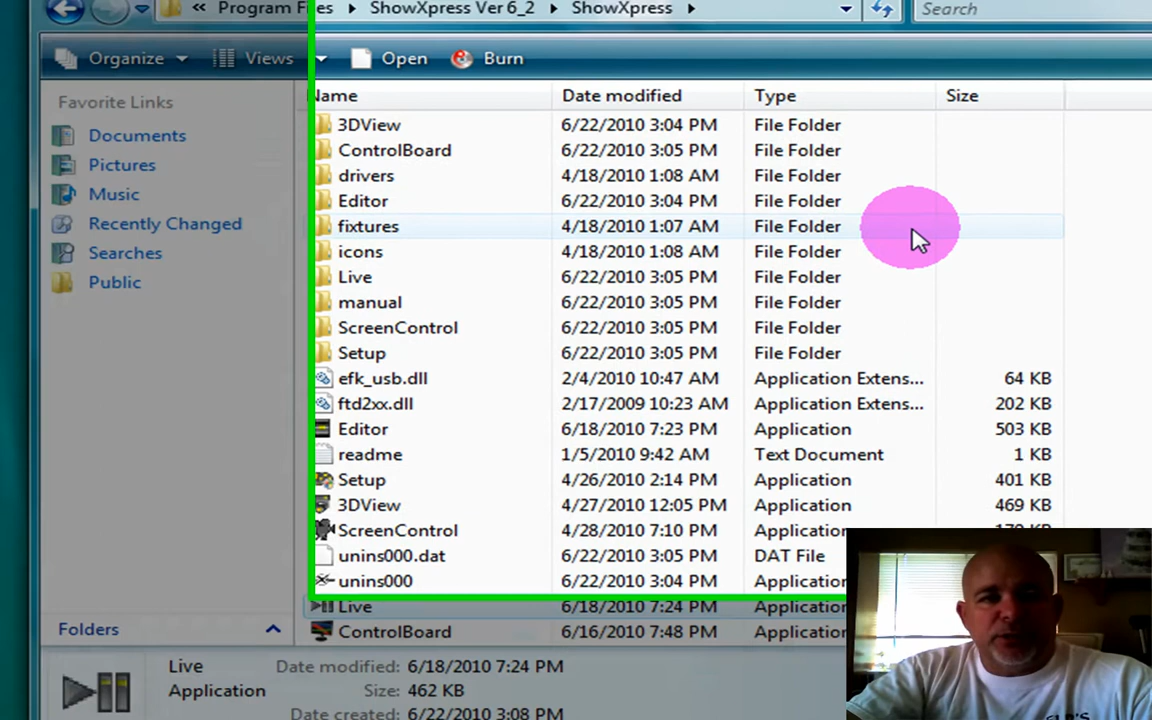 Program Files ShowXpress Ver 6_2 ShowXpress Search
Organize Views Open Burn
Favorite Links
Documents
Pictures
Music
Recently Changed
Searches
Public
Folders
Name Date modified Type Size
3DView 6/22/2010 3:04 PM File Folder
ControlBoard 6/22/2010 3:05 PM File Folder
drivers 4/18/2010 1:08 AM File Folder
Editor 6/22/2010 3:04 PM File Folder
fixtures 4/18/2010 1:07 AM File Folder
icons 4/18/2010 1:08 AM File Folder
Live 6/22/2010 3:05 PM File Folder
manual 6/22/2010 3:05 PM File Folder
ScreenControl 6/22/2010 3:05 PM File Folder
Setup 6/22/2010 3:05 PM File Folder
efk_usb.dll 2/4/2010 10:47 AM Application Extens... 64 KB
ftd2xx.dll 2/17/2009 10:23 AM Application Extens... 202 KB
Editor 6/18/2010 7:23 PM Application 503 KB
readme 1/5/2010 9:42 AM Text Document 1 KB
Setup 4/26/2010 2:14 PM Application 401 KB
3DView 4/27/2010 12:05 PM Application 469 KB
ScreenControl 4/28/2010 7:10 PM Application KB
unins000.dat 6/22/2010 3:05 PM DAT File
unins000 6/22/2010 3:04 PM Applicatio
Live 6/18/2010 7:24 PM Applicatio
ControlBoard 6/16/2010 7:48 PM Applicatio
Live Date modified: 6/18/2010 7:24 PM
Application Size: 462 KB
Date created: 6/22/2010 3:08 PM